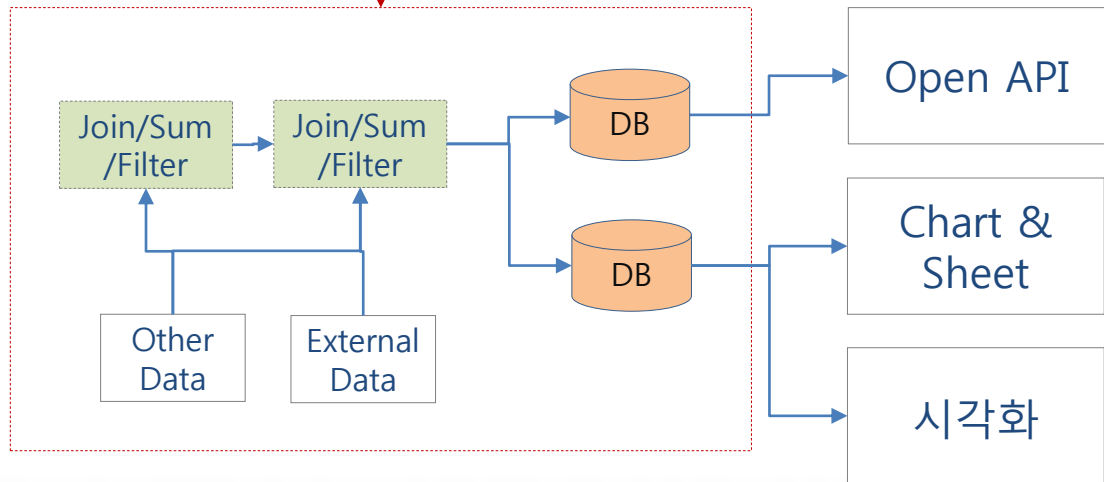 Join/Sum
/Filter
Join/Sum
/Filter
DB
DB
Other
Data
External
Data
Open API
Chart &
Sheet
시각화